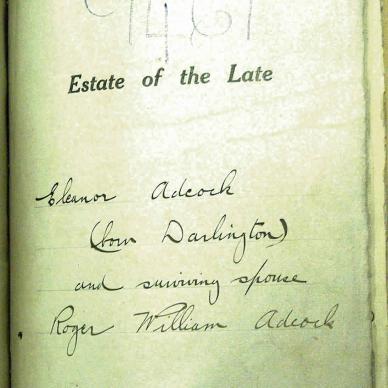 Estate of the Late
Eleanor Adcock
(born Darlington)
and surviving spouse
Roger William Adcock